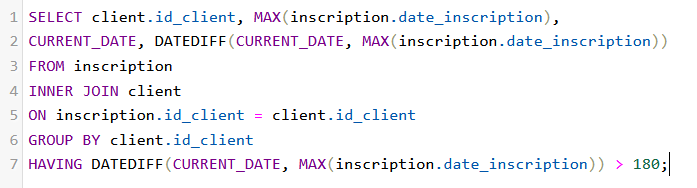 1 SELECT client.id_client, MAX(inscription.date_inscription),
2 CURRENT_DATE, DATEDIFF(CURRENT_DATE, MAX(inscription.date_inscription))
3 FROM inscription
4 INNER JOIN client
5 ON inscription.id_client = client.id_client
6 GROUP BY client.id_client
7 HAVING DATEDIFF(CURRENT_DATE, MAX(inscription.date_inscription)) > 180;